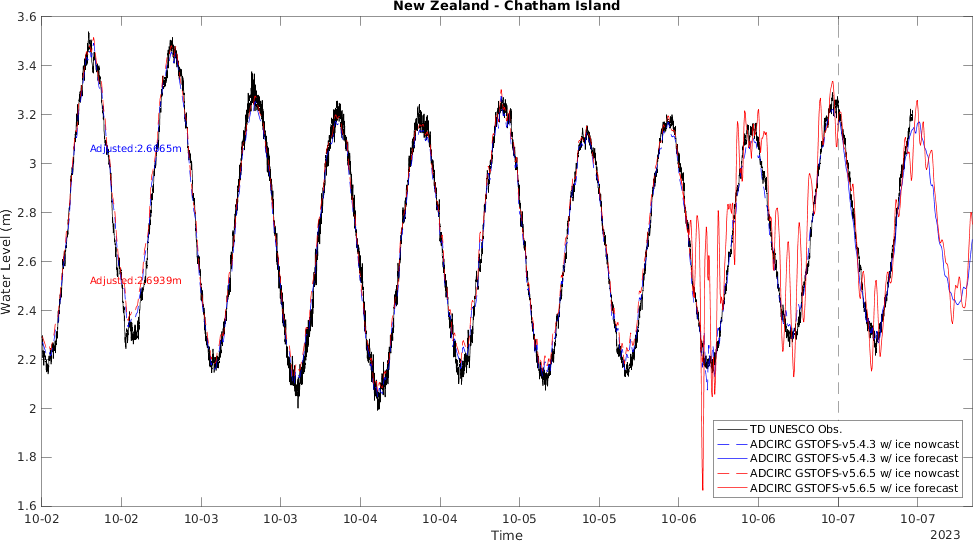 New Zealand - Chatham Island
3.6
3.4
3.2
3
2.8
2.6
2.4
2.2
2
1.8
1.6
Water Level (m)
Adjusted:2.6665m
Adjusted:2.6939m
TD UNESCO Obs.
ADCIRC GSTOFS-v5.4.3 w/ ice nowcast
ADCIRC GSTOFS-v5.4.3 w/ ice forecast
ADCIRC GSTOFS-v5.6.5 w/ ice nowcast
ADCIRC GSTOFS-v5.6.5 w/ ice forecast
10-02 10-02 10-03 10-03 10-04 10-04 10-05 10-05 10-06 10-06 10-07 10-07
Time
2023